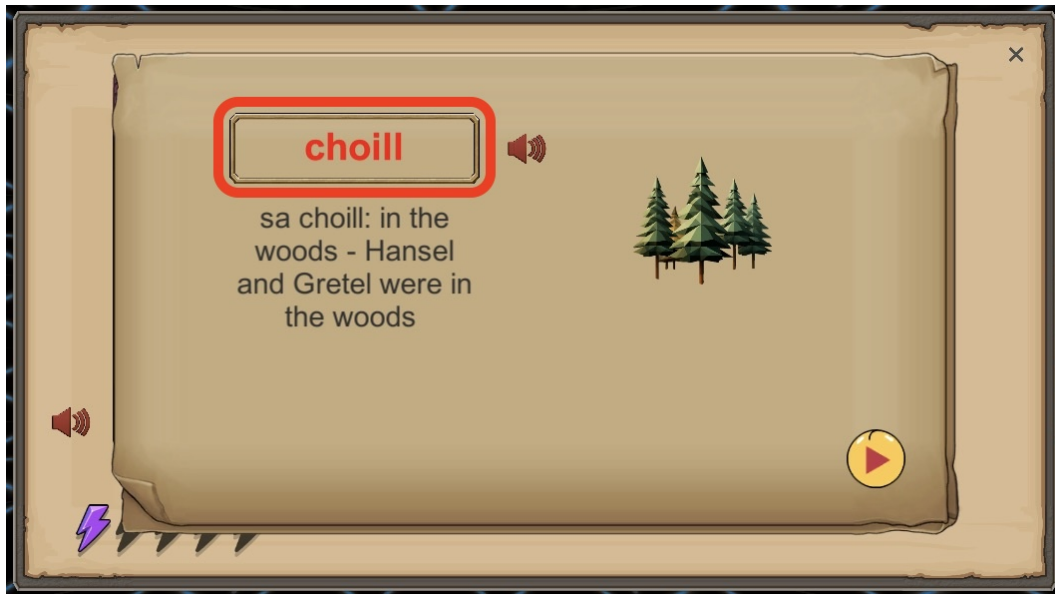 choill
sa choill: in the
woods - Hansel
and Gretel were in
the woods